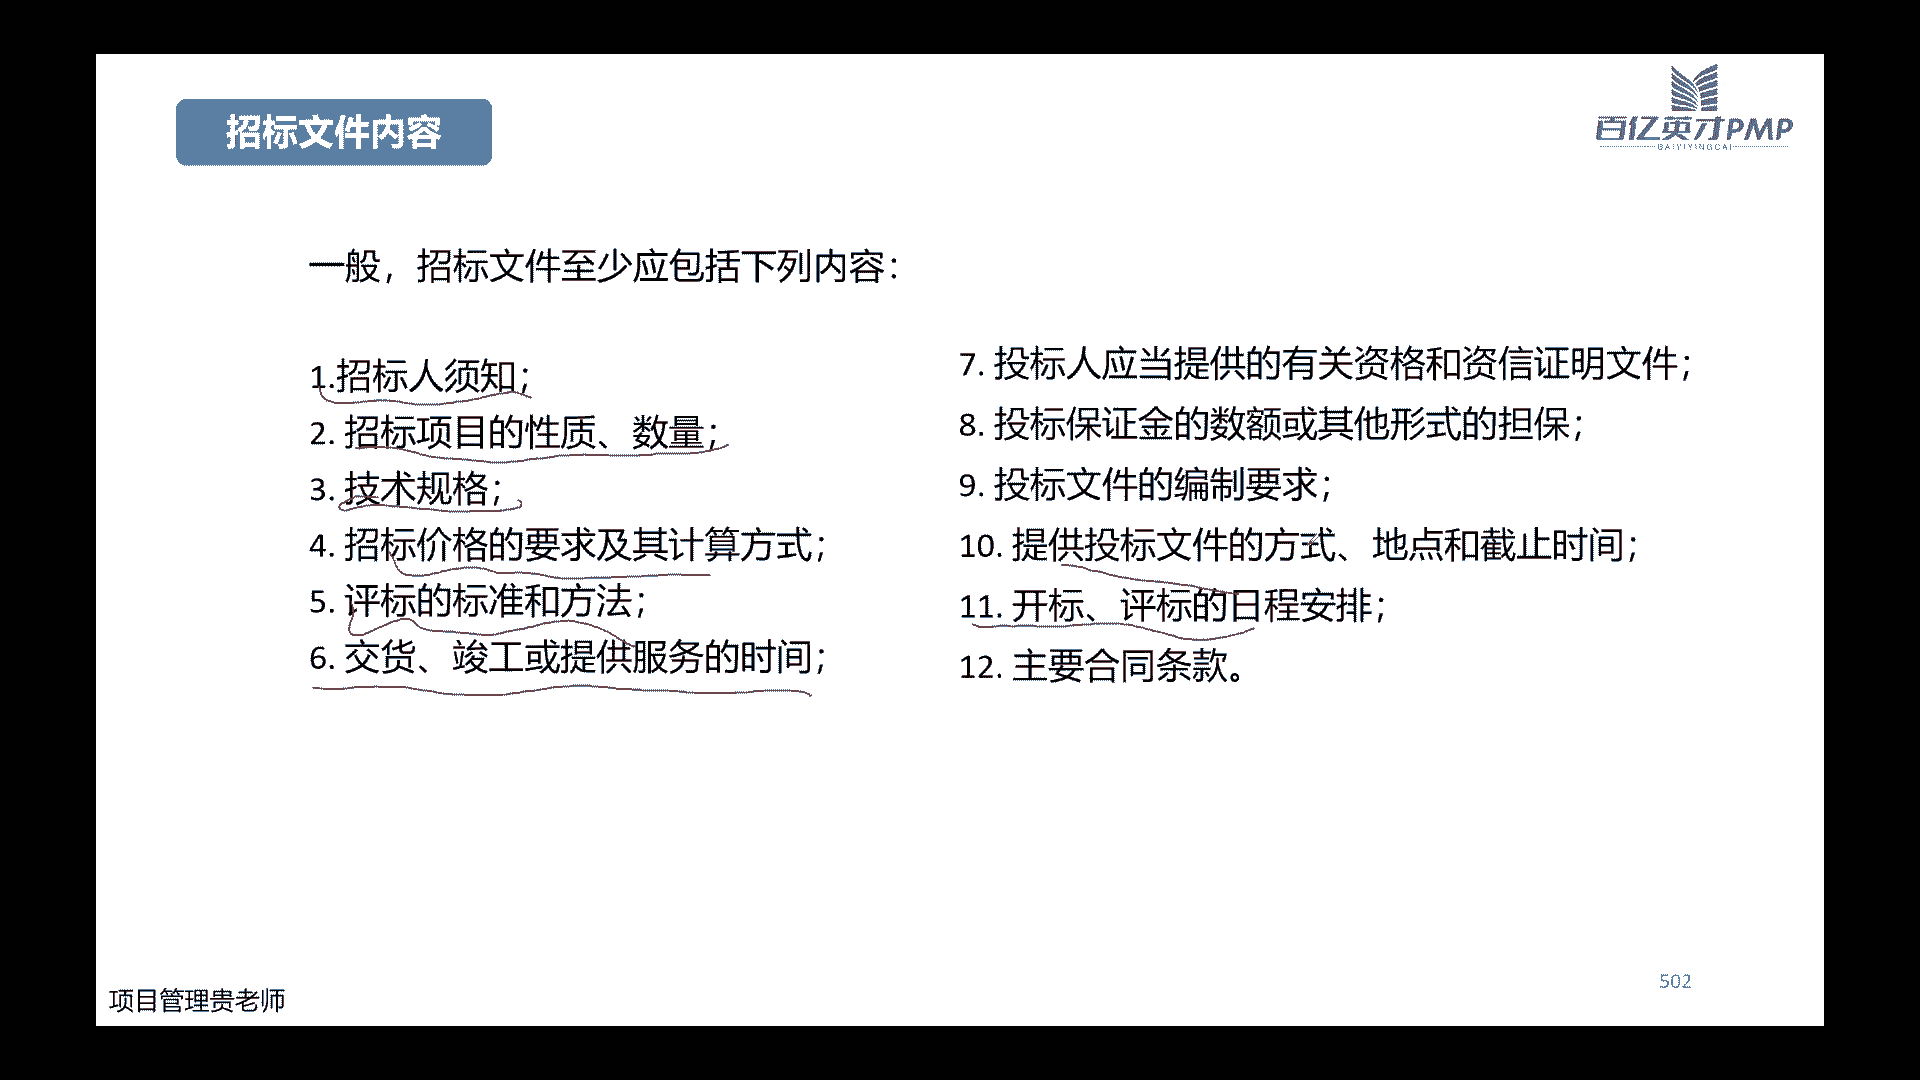 招标文件内容
百亿英才PMP
BAIYIYINGCAI
一般，招标文件至少应包括下列内容：
1.招标人须知；
2. 招标项目的性质、数量；
3. 技术规格；
4. 招标价格的要求及其计算方式；
5. 评标的标准和方法；
6. 交货、竣工或提供服务的时间；
7. 投标人应当提供的有关资格和资信证明文件；
8. 投标保证金的数额或其他形式的担保；
9. 投标文件的编制要求；
10. 提供投标文件的方式、地点和截止时间；
11. 开标、评标的日程安排；
12. 主要合同条款。
502
项目管理贵老师